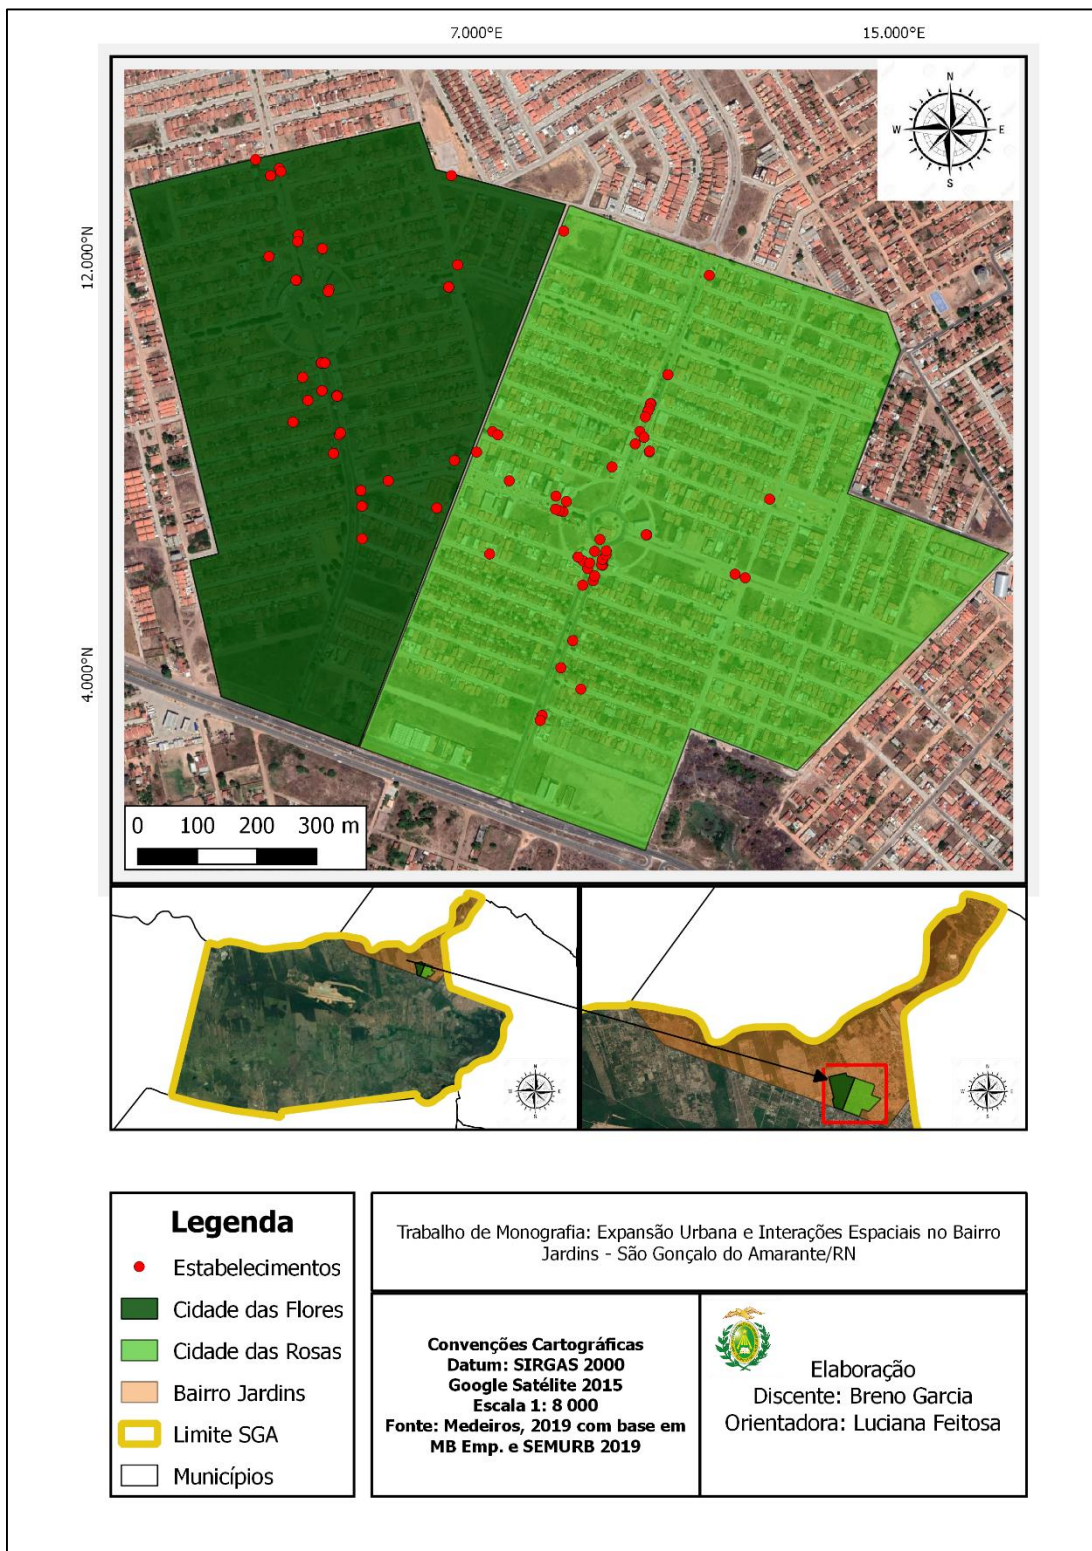 7.000°E
15.000°E
12.000°N
4.000°N
N
W
E
S
0 100 200 300 m
N
W
E
S
N
W
E
S
Legenda
Estabelecimentos
Cidade das Flores
Cidade das Rosas
Bairro Jardins
Limite SGA
Municípios
Trabalho de Monografia: Expansão Urbana e Interações Espaciais no Bairro
Jardins - São Gonçalo do Amarante/RN
Convenções Cartográficas
Datum: SIRGAS 2000
Google Satélite 2015
Escala 1: 8 000
Fonte: Medeiros, 2019 com base em
MB Emp. e SEMURB 2019
Elaboração
Discente: Breno Garcia
Orientadora: Luciana Feitosa